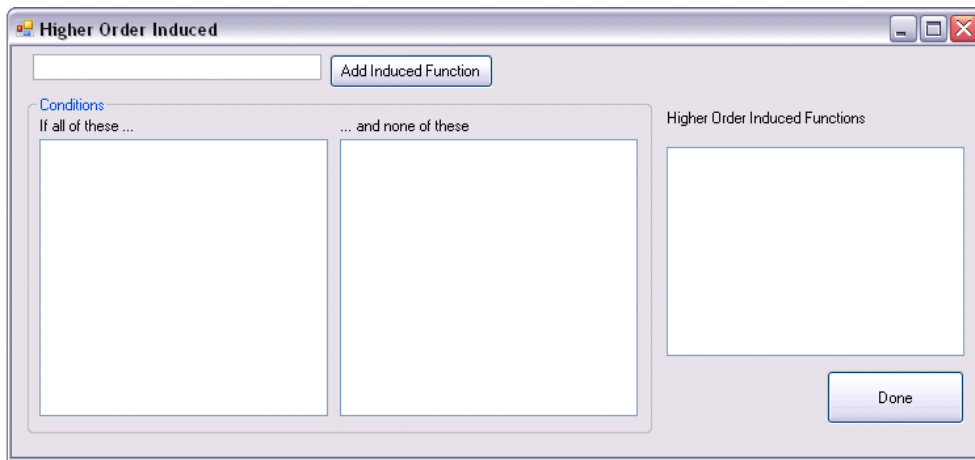 Higher Order Induced
Add Induced Function
Conditions
If all of these ...
... and none of these
Higher Order Induced Functions
Done